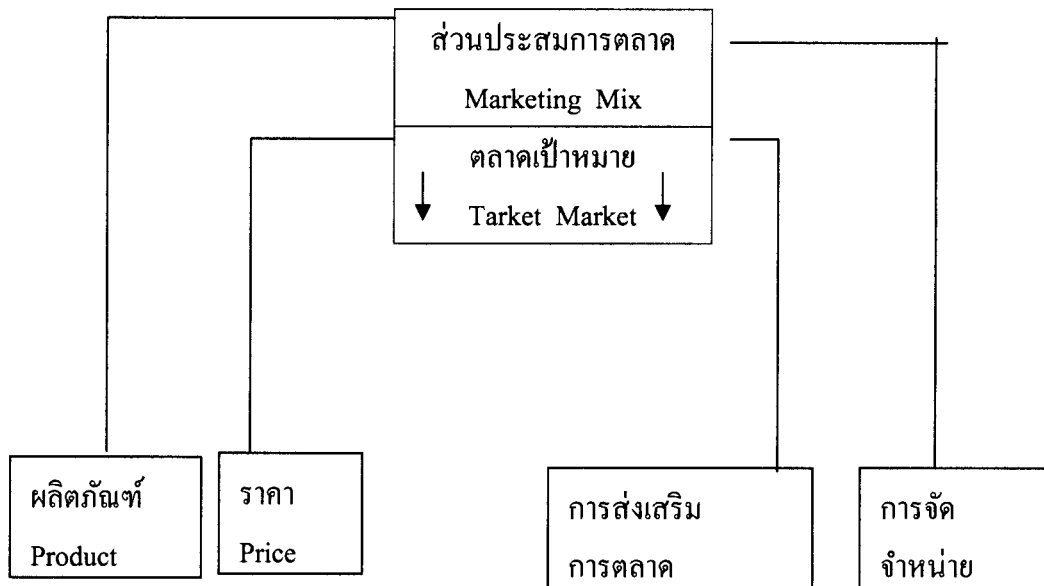 ส่วนประสมการตลาด
Marketing Mix
ตลาดเป้าหมาย
Tarket Market
ผลิตภัณฑ์
Product
ราคา
Price
การส่งเสริม
การตลาด
การจัด
จำหน่าย